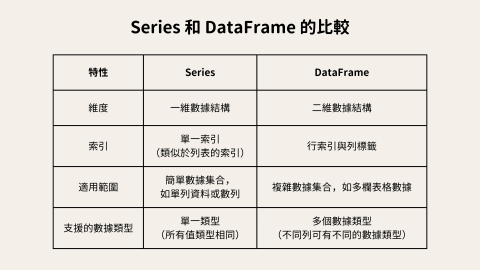 Series 和 DataFrame 的比較
特性 Series DataFrame
維度 一維數據結構 二維數據結構
索引 單一索引
（類似於列表的索引） 行索引與列標籤
適用範圍 簡單數據集合，
如單列資料或數列 複雜數據集合，如多欄表格數據
支援的數據類型 單一類型
（所有值類型相同） 多個數據類型
（不同列可有不同的數據類型）